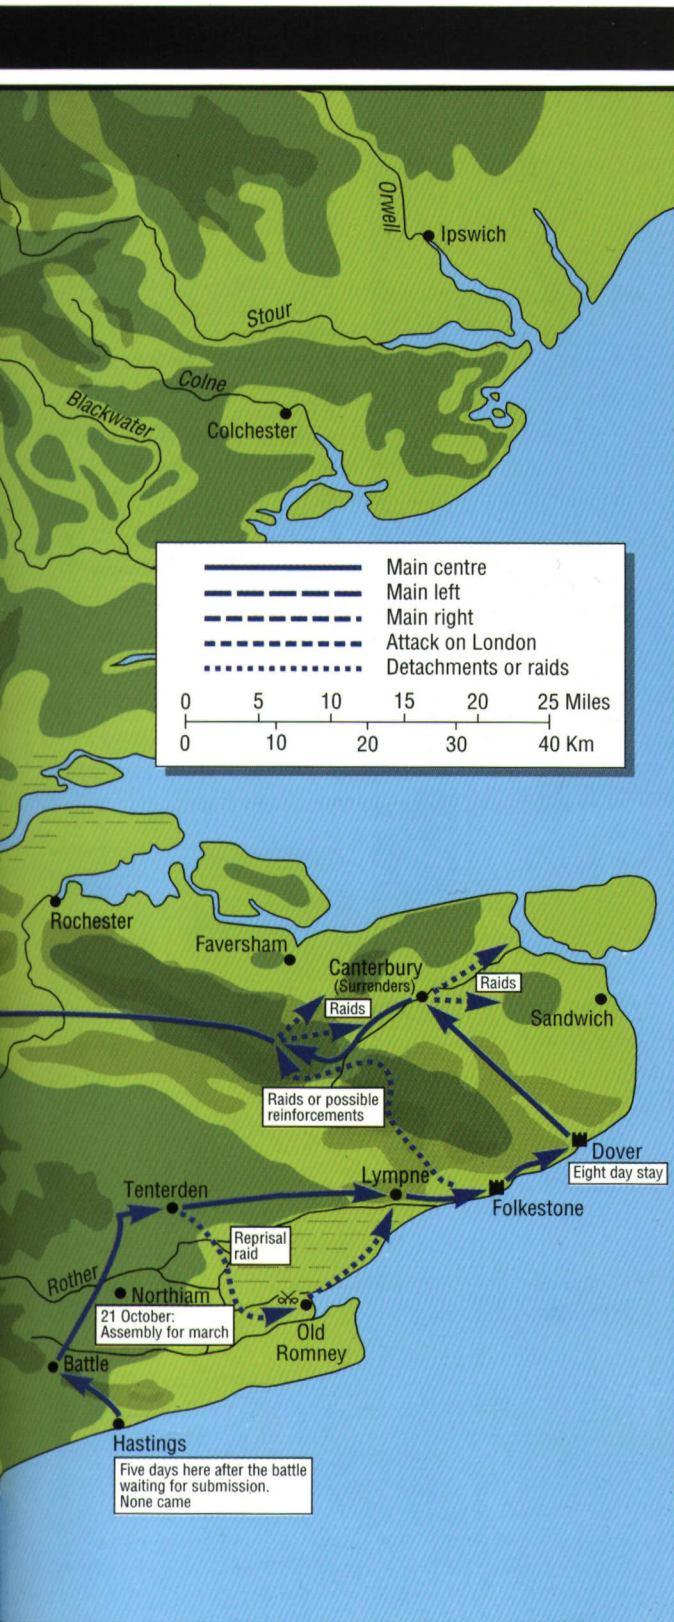 Orwell
Ipswich
Stour
Colne
Blackwater
Colchester
Main centre
Main left
Main right
Attack on London
Detachments or raids
0 5 10 15 20 25 Miles
0 10 20 30 40 Km
Rochester
Faversham
Canterbury
(Surrenders)
Raids
Raids
Sandwich
Raids or possible
reinforcements
Dover
Eight day stay
Lympne
Folkestone
Tenterden
Reprisal
raid
Rother
Northiam
21 October:
Assembly for march
Old
Romney
Battle
Hastings
Five days here after the battle
waiting for submission.
None came